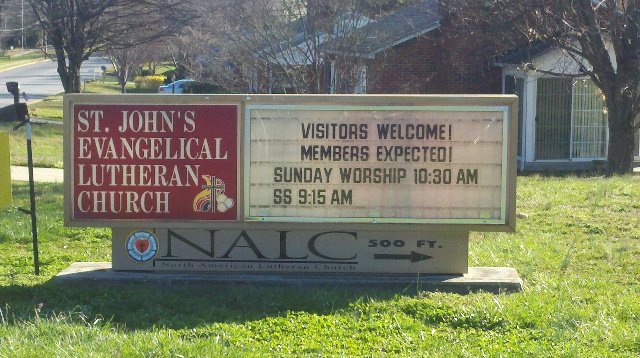 ST. JOHN'S
EVANGELICAL
LUTHERAN
CHURCH
VISITORS WELCOME!
MEMBERS EXPECTED!
SUNDAY WORSHIP 10:30 AM
SS 9:15 AM
NALC 500 FT.
North American Lutheran Church